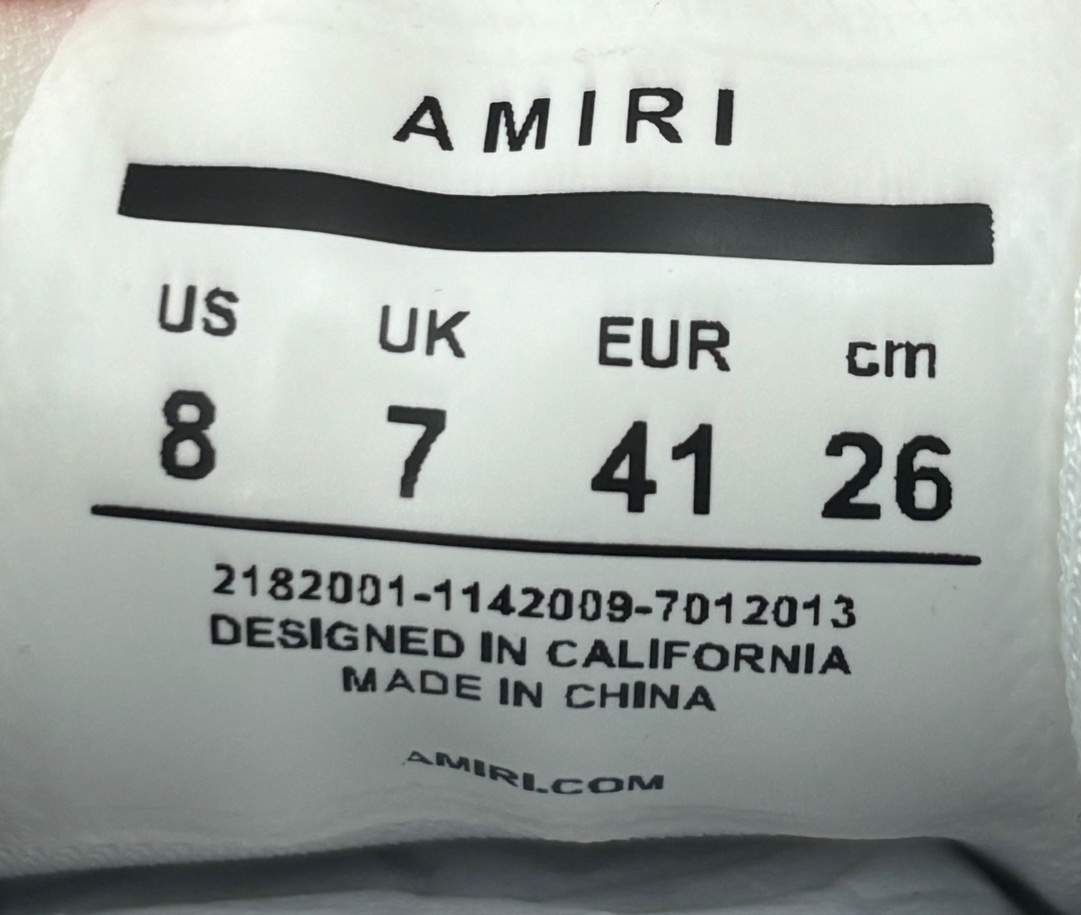 AMIRI
US UK EUR cm
8 7 41 26
2182001-1142009-7012013
DESIGNED IN CALIFORNIA
MADE IN CHINA
AMIRI.COM